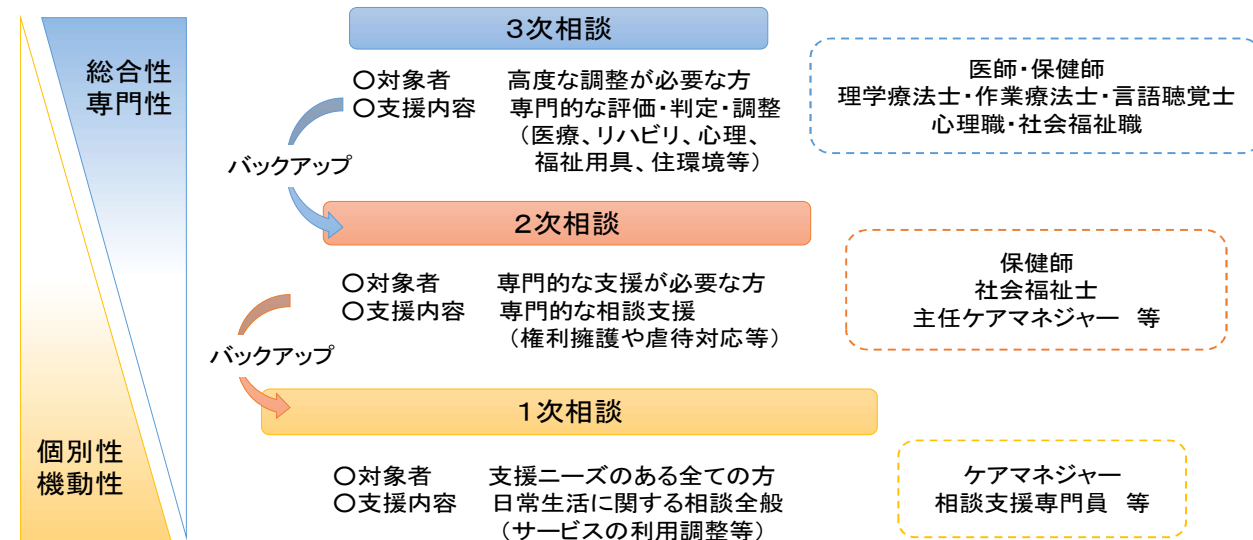 総合性
専門性
3次相談
〇対象者 高度な調整が必要な方
〇支援内容 専門的な評価・判定・調整
(医療、リハビリ、心理、
福祉用具、住環境等)
医師・保健師
理学療法士・作業療法士・言語聴覚士
心理職・社会福祉職
バックアップ
2次相談
〇対象者 専門的な支援が必要な方
〇支援内容 専門的な相談支援
(権利擁護や虐待対応等)
保健師
社会福祉士
主任ケアマネジャー 等
バックアップ
1次相談
個別性
機動性
〇対象者 支援ニーズのある全ての方
〇支援内容 日常生活に関する相談全般
(サービスの利用調整等)
ケアマネジャー
相談支援専門員 等